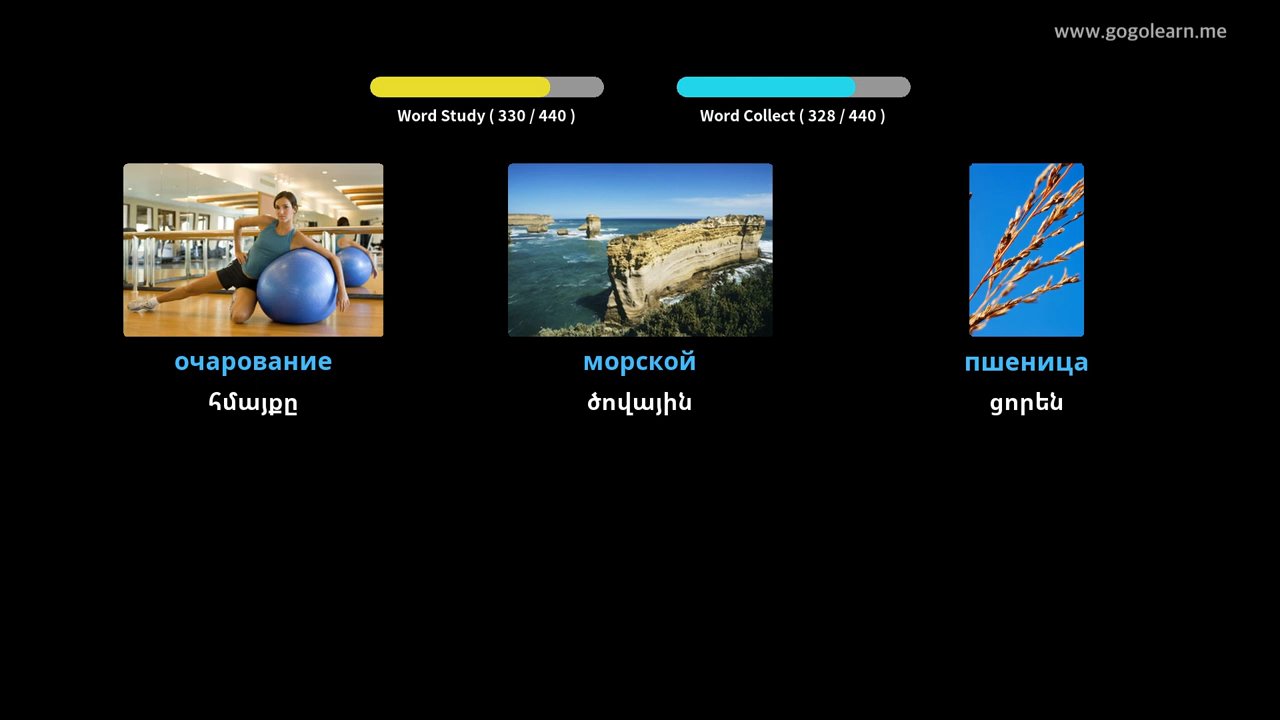 www.gogolearn.me
Word Study ( 330 / 440 )
Word Collect ( 328 / 440 )
очарование
հմայքը
морской
ծովային
пшеница
ցորեն